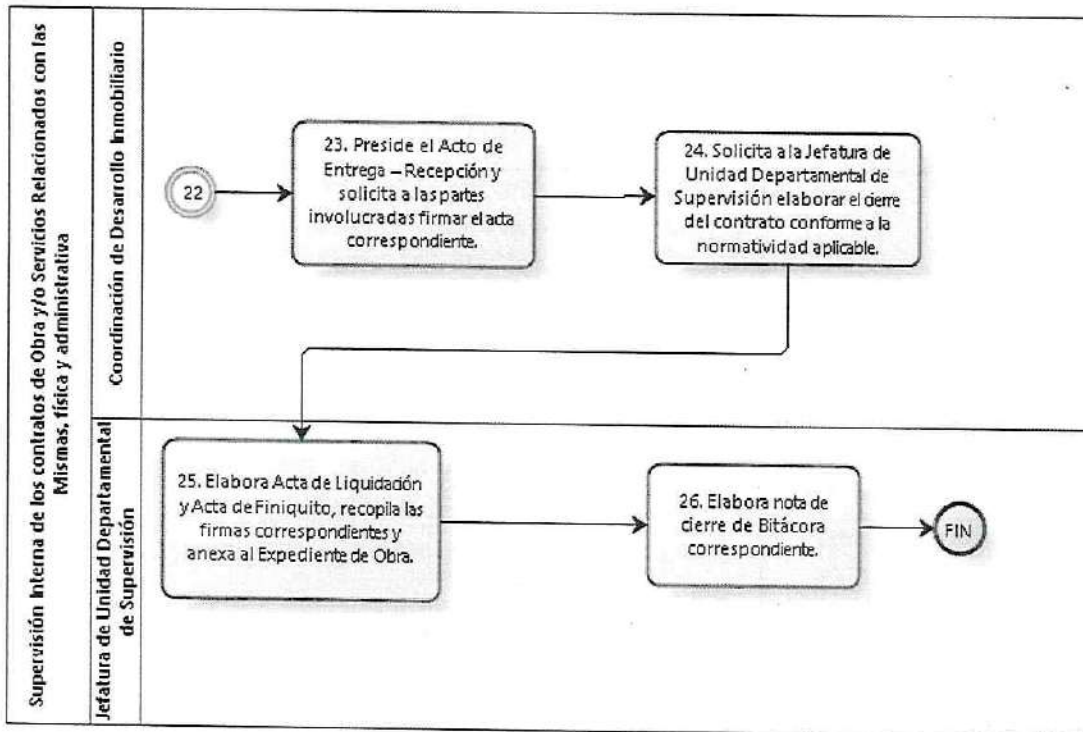 Supervisión Interna de los contratos de Obra y/o Servicios Relacionados con las
Mismas, física y administrativa
Coordinación de Desarrollo Inmobiliario
22
23. Preside el Acto de
Entrega – Recepción y
solicita a las partes
involucradas firmar el acta
correspondiente.
24. Solicita a la Jefatura de
Unidad Departamental de
Supervisión elaborar el cierre
del contrato conforme a la
normatividad aplicable.
Jefatura de Unidad Departamental
de Supervisión
25. Elabora Acta de Liquidación
y Acta de Finiquito, recopila las
firmas correspondientes y
anexa al Expediente de Obra.
26. Elabora nota de
cierre de Bitácora
correspondiente.
FIN